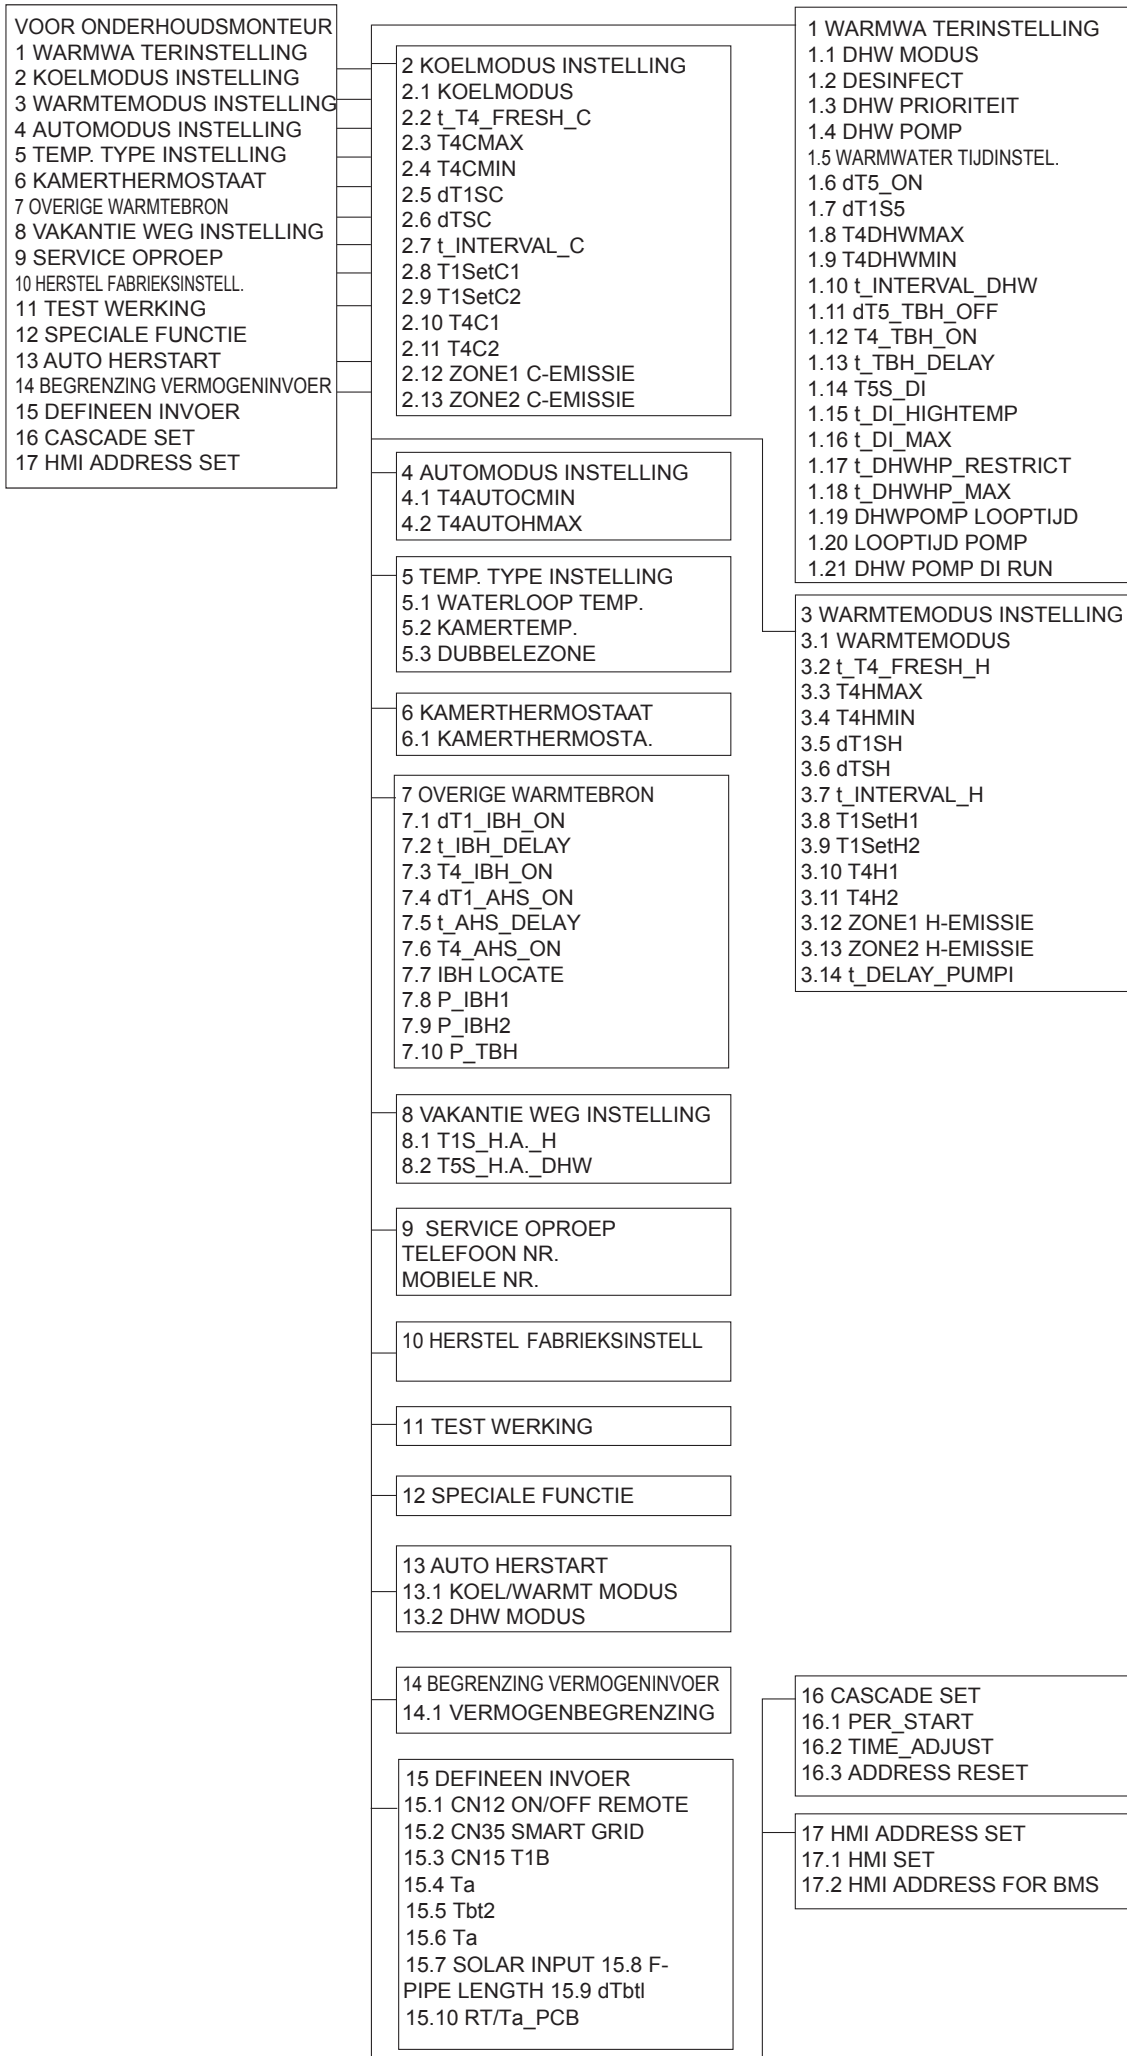 VOOR ONDERHOUDSMONTEUR
1 WARMWA TERINSTELLING
2 KOELMODUS INSTELLING
3 WARMTEMODUS INSTELLING
4 AUTOMODUS INSTELLING
5 TEMP. TYPE INSTELLING
6 KAMERTHERMOSTAAT
7 OVERIGE WARMTEBRON
8 VAKANTIE WEG INSTELLING
9 SERVICE OPROEP
10 HERSTEL FABRIEKSINSTELL.
11 TEST WERKING
12 SPECIALE FUNCTIE
13 AUTO HERSTART
14 BEGRENZING VERMOGENINVOER
15 DEFINEEN INVOER
16 CASCADE SET
17 HMI ADDRESS SET
2 KOELMODUS INSTELLING
2.1 KOELMODUS
2.2 t_T4_FRESH_C
2.3 T4CMAX
2.4 T4CMIN
2.5 dT1SC
2.6 dTSC
2.7 t_INTERVAL_C
2.8 T1SetC1
2.9 T1SetC2
2.10 T4C1
2.11 T4C2
2.12 ZONE1 C-EMISSIE
2.13 ZONE2 C-EMISSIE
4 AUTOMODUS INSTELLING
4.1 T4AUTOCMIN
4.2 T4AUTOHMAX
5 TEMP. TYPE INSTELLING
5.1 WATERLOOP TEMP.
5.2 KAMERTEMP.
5.3 DUBBELEZONE
6 KAMERTHERMOSTAAT
6.1 KAMERTHERMOSTA.
7 OVERIGE WARMTEBRON
7.1 dT1_IBH_ON
7.2 t_IBH_DELAY
7.3 T4_IBH_ON
7.4 dT1_AHS_ON
7.5 t_AHS_DELAY
7.6 T4_AHS_ON
7.7 IBH LOCATE
7.8 P_IBH1
7.9 P_IBH2
7.10 P_TBH
8 VAKANTIE WEG INSTELLING
8.1 T1S_H.A._H
8.2 T5S_H.A._DHW
9 SERVICE OPROEP
TELEFOON NR.
MOBIELE NR.
10 HERSTEL FABRIEKSINSTELL
11 TEST WERKING
12 SPECIALE FUNCTIE
13 AUTO HERSTART
13.1 KOEL/WARMT MODUS
13.2 DHW MODUS
14 BEGRENZING VERMOGENINVOER
14.1 VERMOGENBEGRENZING
15 DEFINEEN INVOER
15.1 CN12 ON/OFF REMOTE
15.2 CN35 SMART GRID
15.3 CN15 T1B
15.4 Ta
15.5 Tbt2
15.6 Ta
15.7 SOLAR INPUT 15.8 F-
PIPE LENGTH 15.9 dTbtl
15.10 RT/Ta_PCB
1 WARMWA TERINSTELLING
1.1 DHW MODUS
1.2 DESINFECT
1.3 DHW PRIORITEIT
1.4 DHW POMP
1.5 WARMWATER TIJDINSTEL.
1.6 dT5_ON
1.7 dT1S5
1.8 T4DHWMAX
1.9 T4DHWMIN
1.10 t_INTERVAL_DHW
1.11 dT5_TBH_OFF
1.12 T4_TBH_ON
1.13 t_TBH_DELAY
1.14 T5S_DI
1.15 t_DI_HIGHTEMP
1.16 t_DI_MAX
1.17 t_DHWHP_RESTRICT
1.18 t_DHWHP_MAX
1.19 DHWPOMP LOOPTIJD
1.20 LOOPTIJD POMP
1.21 DHW POMP DI RUN
3 WARMTEMODUS INSTELLING
3.1 WARMTEMODUS
3.2 t_T4_FRESH_H
3.3 T4HMAX
3.4 T4HMIN
3.5 dT1SH
3.6 dTSH
3.7 t_INTERVAL_H
3.8 T1SetH1
3.9 T1SetH2
3.10 T4H1
3.11 T4H2
3.12 ZONE1 H-EMISSIE
3.13 ZONE2 H-EMISSIE
3.14 t_DELAY_PUMPI
16 CASCADE SET
16.1 PER_START
16.2 TIME_ADJUST
16.3 ADDRESS RESET
17 HMI ADDRESS SET
17.1 HMI SET
17.2 HMI ADDRESS FOR BMS